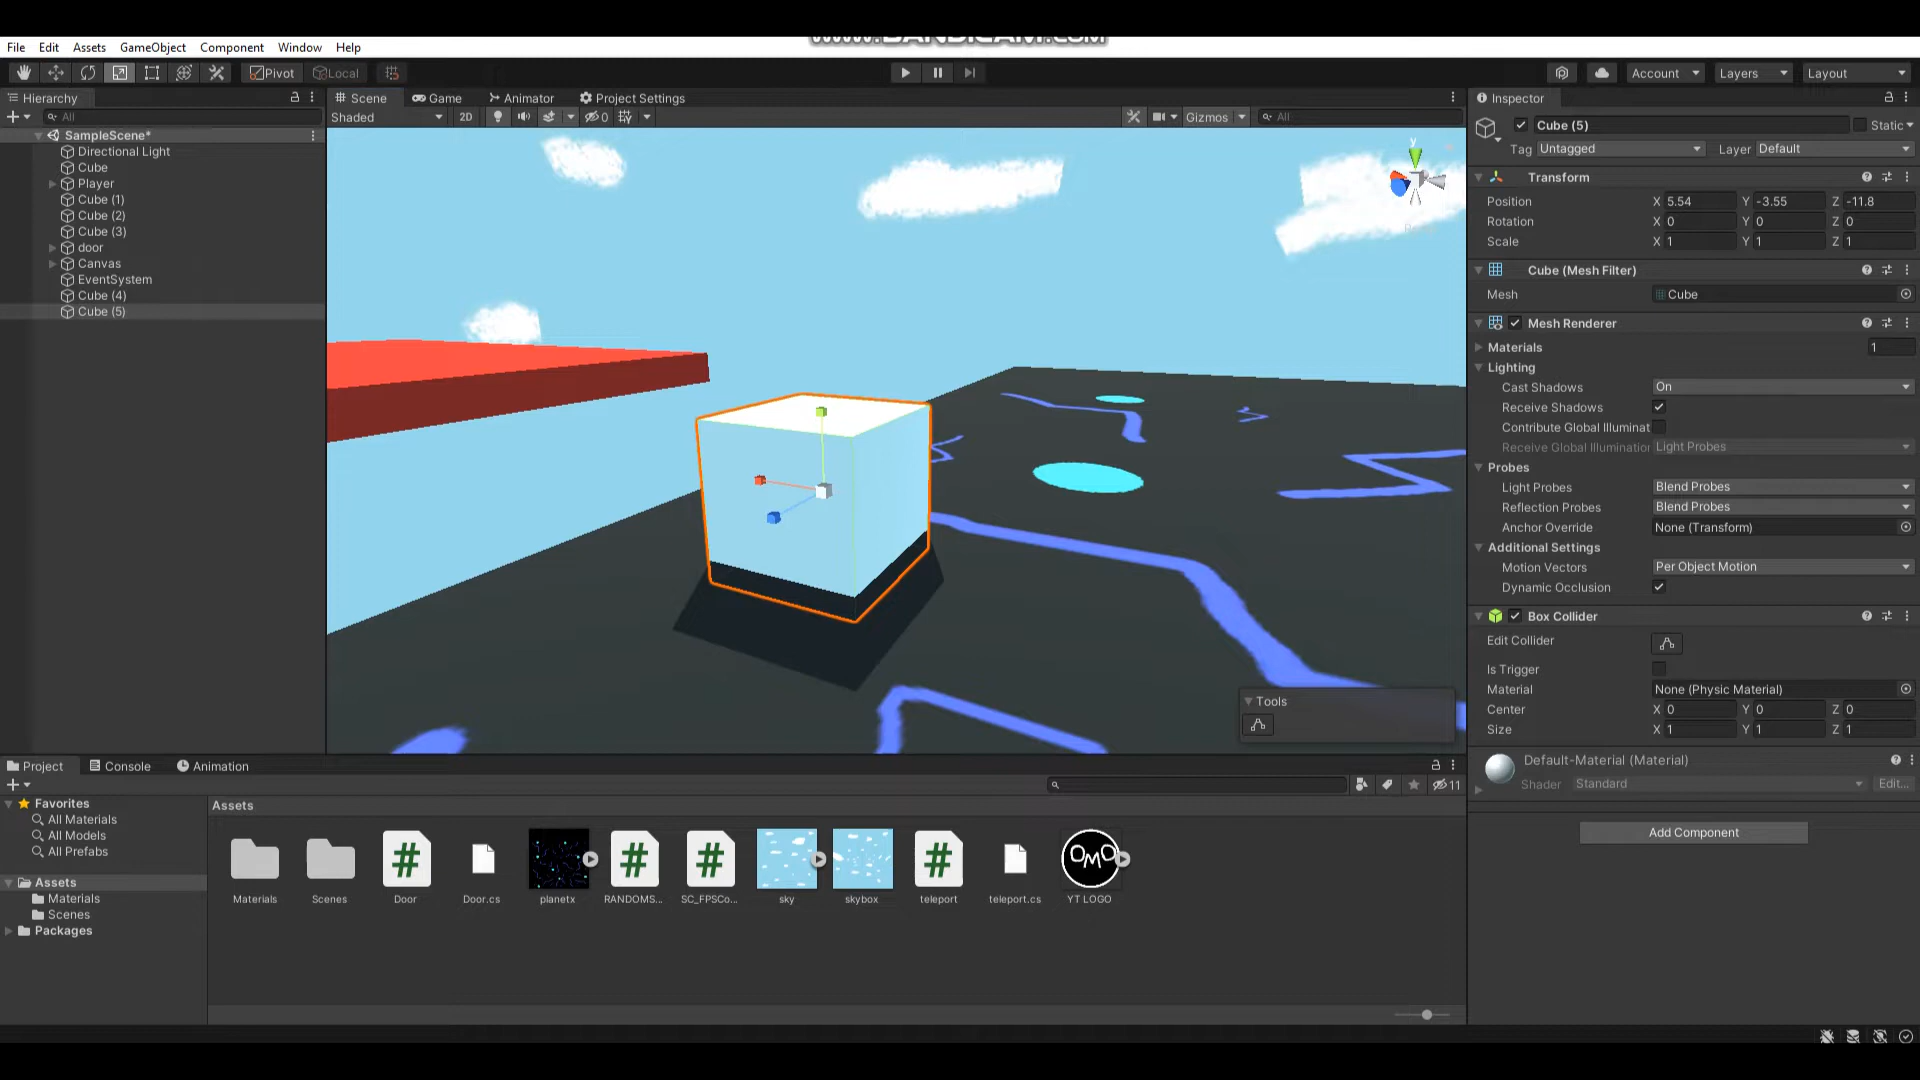 www.BANDICAM.com
File Edit Assets GameObject Component Window Help
Pivot Local Account Layers Layout
Hierarchy Scene Game Animator Project Settings Inspector
All Shaded 2D 0 Gizmos All
Cube (5) Static
Tag Untagged Layer Default
SampleScene*
Directional Light
Cube
Player
Cube (1)
Cube (2)
Cube (3)
door
Canvas
EventSystem
Cube (4)
Cube (5)
y
Transform
Position X 5.54 Y -3.55 Z -11.8
Rotation X 0 Y 0 Z 0
Scale X 1 Y 1 Z 1
Cube (Mesh Filter)
Mesh Cube
Mesh Renderer
Materials 1
Lighting
Cast Shadows On
Receive Shadows
Contribute Global Illuminat
Receive Global Illumination Light Probes
Probes
Light Probes Blend Probes
Reflection Probes Blend Probes
Anchor Override None (Transform)
Additional Settings
Motion Vectors Per Object Motion
Dynamic Occlusion
Box Collider
Edit Collider
Is Trigger
Material None (Physic Material)
Center X 0 Y 0 Z 0
Size X 1 Y 1 Z 1
Default-Material (Material)
Shader Standard Edit...
Add Component
Tools
Project Console Animation
11
Favorites
All Materials
All Models
All Prefabs
Assets
Materials
Scenes
Packages
Assets
OMO
Materials Scenes Door Door.cs planetx RANDOMS... SC_FPSCo... sky skybox teleport teleport.cs YT LOGO